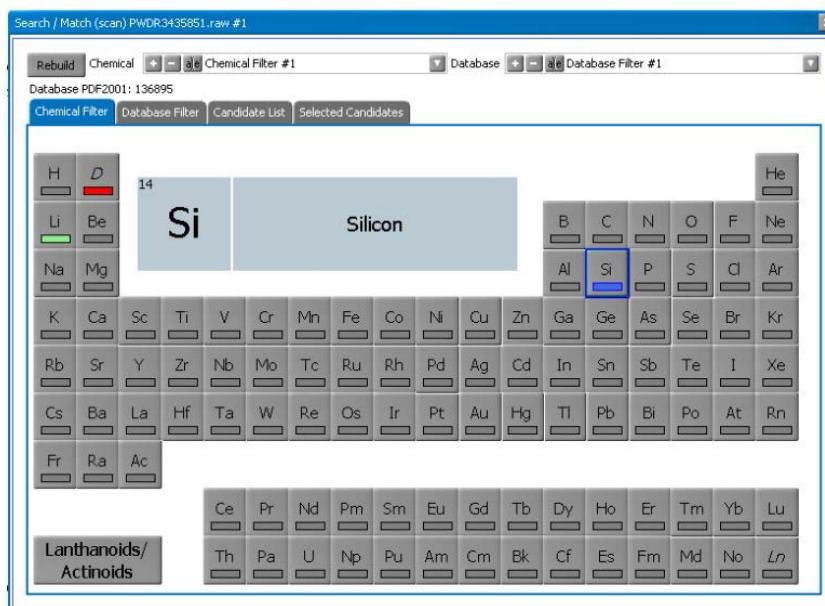 Search / Match (scan) PWDR3435851.raw #1
Rebuild Chemical + - a|e Chemical Filter #1 Database + - a|e Database Filter #1
Database PDF2001: 136895
Chemical Filter Database Filter Candidate List Selected Candidates
H D He
14
Si Silicon
Li Be B C N O F Ne
Na Mg Al Si P S Cl Ar
K Ca Sc Ti V Cr Mn Fe Co Ni Cu Zn Ga Ge As Se Br Kr
Rb Sr Y Zr Nb Mo Tc Ru Rh Pd Ag Cd In Sn Sb Te I Xe
Cs Ba La Hf Ta W Re Os Ir Pt Au Hg Tl Pb Bi Po At Rn
Fr Ra Ac
Ce Pr Nd Pm Sm Eu Gd Tb Dy Ho Er Tm Yb Lu
Lanthanoids/
Actinoids
Th Pa U Np Pu Am Cm Bk Cf Es Fm Md No Ln